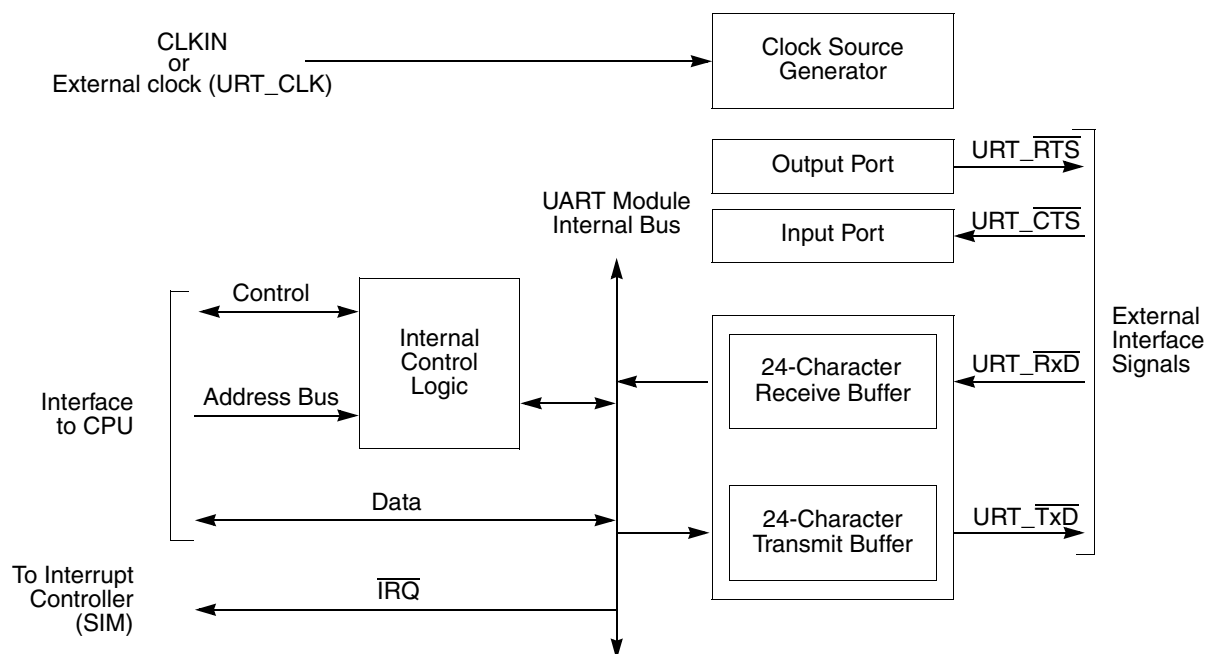 CLKIN
or
External clock (URT_CLK)
Clock Source
Generator
Output Port
URT_RTS
UART Module
Internal Bus
Input Port
URT_CTS
Control
Internal
Control
Logic
Address Bus
Interface
to CPU
24-Character
Receive Buffer
URT_RxD
External
Interface
Signals
Data
24-Character
Transmit Buffer
URT_TxD
To Interrupt
Controller
(SIM)
IRQ